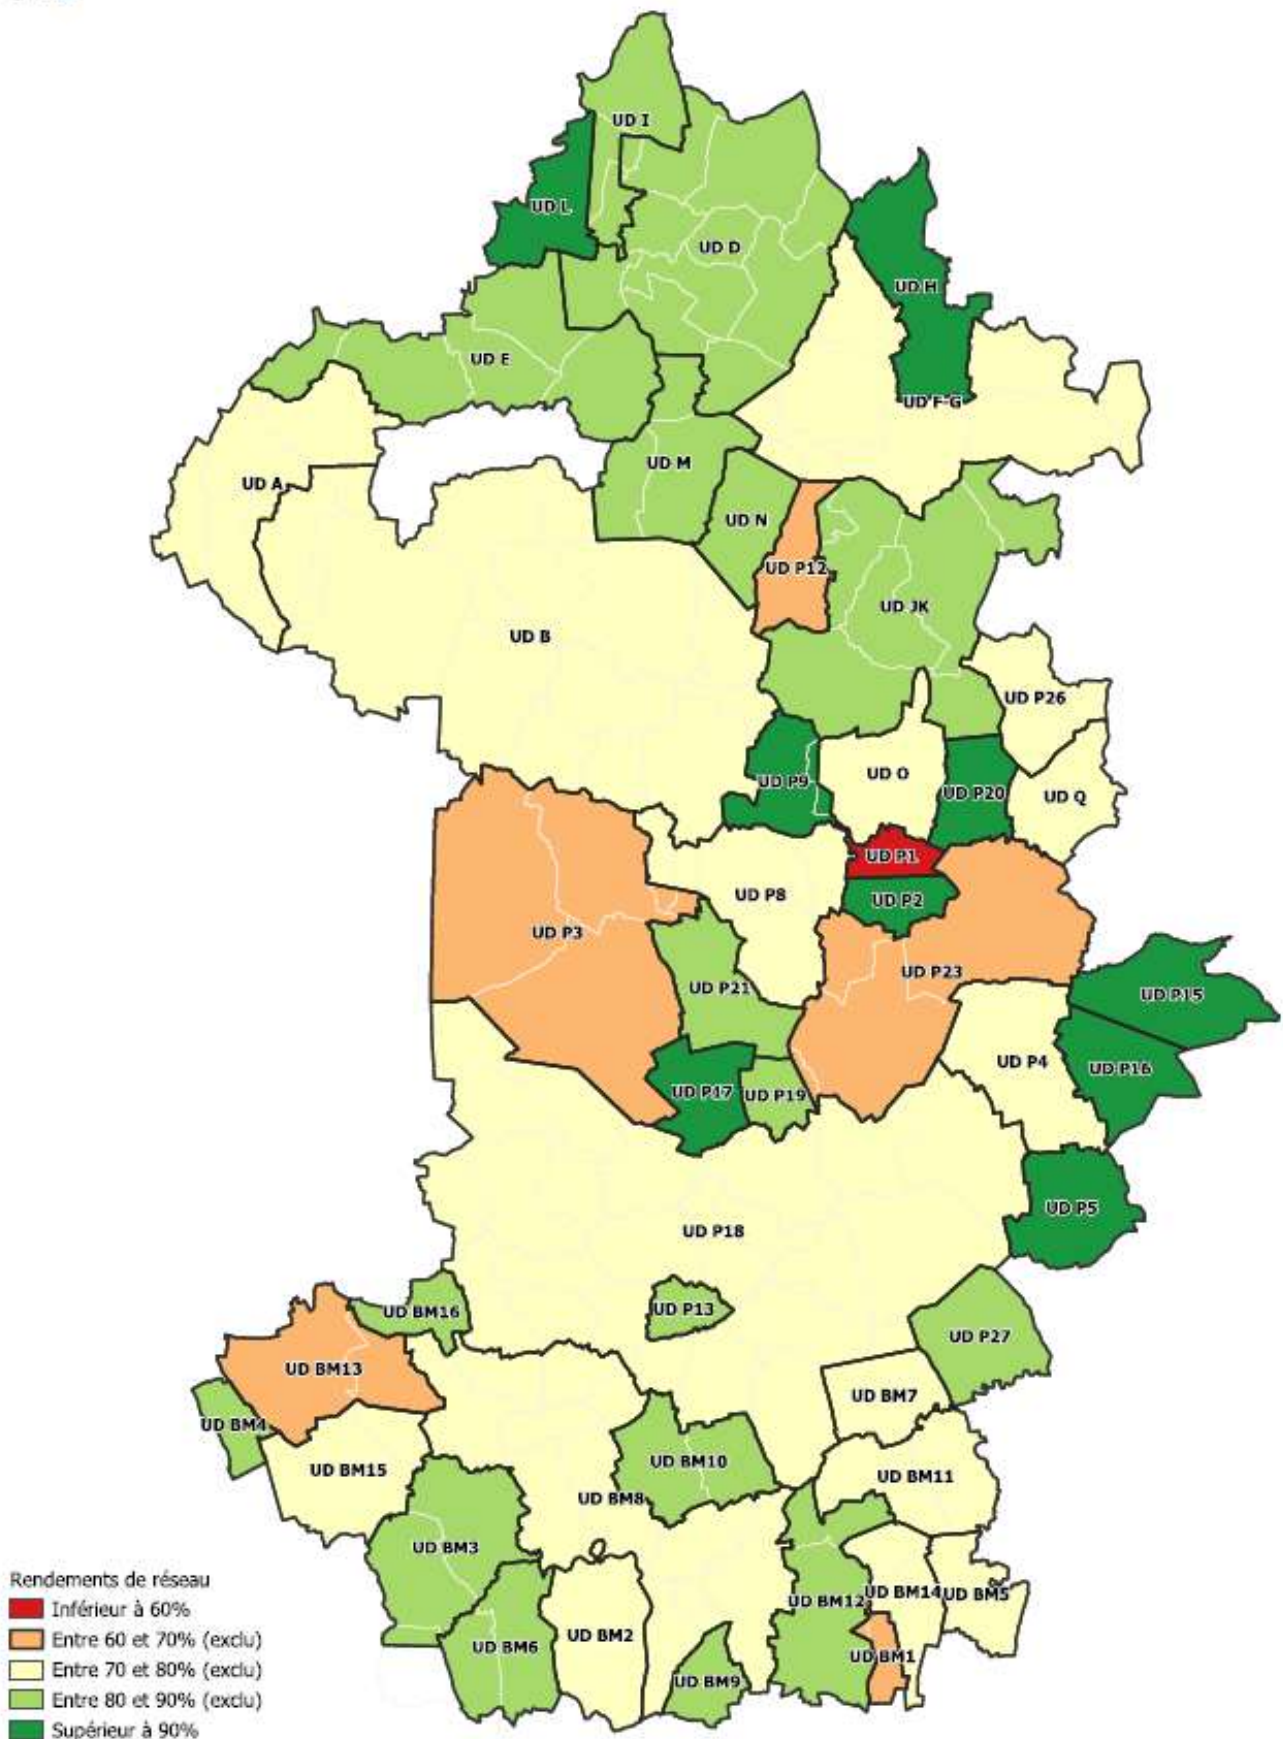 UD I
UD L
UD D
UD H
UD E
UD F-G
UD M
UD A
UD N
UD P12
UD JK
UD B
UD P26
UD O
UD P9
UD P20
UD Q
UD P1
UD P8
UD P2
UD P3
UD P23
UD P21
UD P15
UD P4
UD P16
UD P17
UD P19
UD P5
UD P18
UD P13
UD BM16
UD P27
UD BM13
UD BM7
UD BM4
UD BM10
UD BM15
UD BM11
UD BM8
UD BM3
UD BM14
UD BM5
UD BM12
UD BM2
UD BM6
UD BM1
UD BM9
Rendements de réseau
Inférieur à 60%
Entre 60 et 70% (exclu)
Entre 70 et 80% (exclu)
Entre 80 et 90% (exclu)
Supérieur à 90%